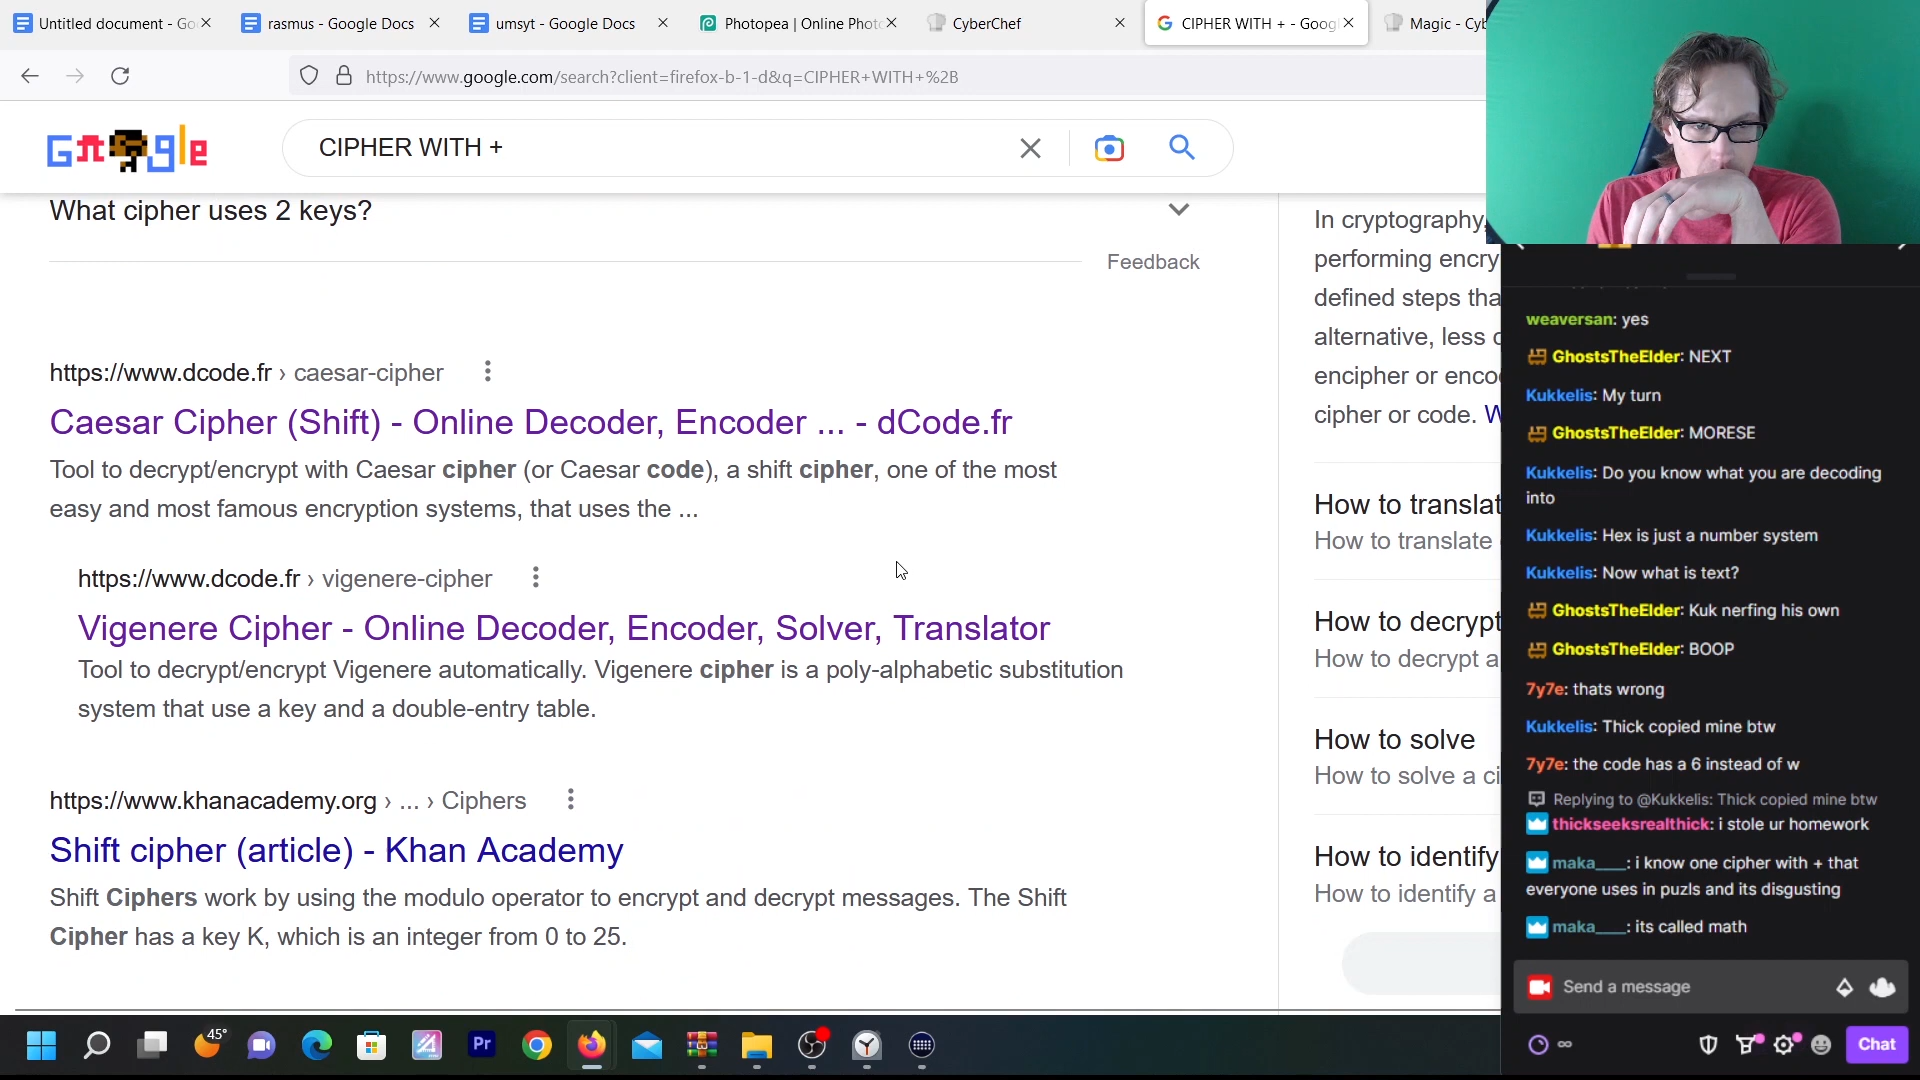 Untitled document - Go
rasmus - Google Docs
umsyt - Google Docs
Photopea | Online Phot
CyberChef
CIPHER WITH + - Goog
Magic - Cyb
https://www.google.com/search?client=firefox-b-1-d&q=CIPHER+WITH+%2B
CIPHER WITH +
What cipher uses 2 keys?
Feedback
https://www.dcode.fr › caesar-cipher
Caesar Cipher (Shift) - Online Decoder, Encoder ... - dCode.fr
Tool to decrypt/encrypt with Caesar cipher (or Caesar code), a shift cipher, one of the most
easy and most famous encryption systems, that uses the ...
https://www.dcode.fr › vigenere-cipher
Vigenere Cipher - Online Decoder, Encoder, Solver, Translator
Tool to decrypt/encrypt Vigenere automatically. Vigenere cipher is a poly-alphabetic substitution
system that use a key and a double-entry table.
https://www.khanacademy.org › ... › Ciphers
Shift cipher (article) - Khan Academy
Shift Ciphers work by using the modulo operator to encrypt and decrypt messages. The Shift
Cipher has a key K, which is an integer from 0 to 25.
In cryptography,
performing encry
defined steps tha
alternative, less
encipher or enco
cipher or code. W
How to translat
How to translate
How to decrypt
How to decrypt a
How to solve
How to solve a ci
How to identify
How to identify a
weaversan: yes
GhostsTheElder: NEXT
Kukkelis: My turn
GhostsTheElder: MORESE
Kukkelis: Do you know what you are decoding
into
Kukkelis: Hex is just a number system
Kukkelis: Now what is text?
GhostsTheElder: Kuk nerfing his own
GhostsTheElder: BOOP
7y7e: thats wrong
Kukkelis: Thick copied mine btw
7y7e: the code has a 6 instead of w
Replying to @Kukkelis: Thick copied mine btw
thickseeksrealthick: i stole ur homework
maka___: i know one cipher with + that
everyone uses in puzls and its disgusting
maka___: its called math
Send a message
Chat
45°
Pr